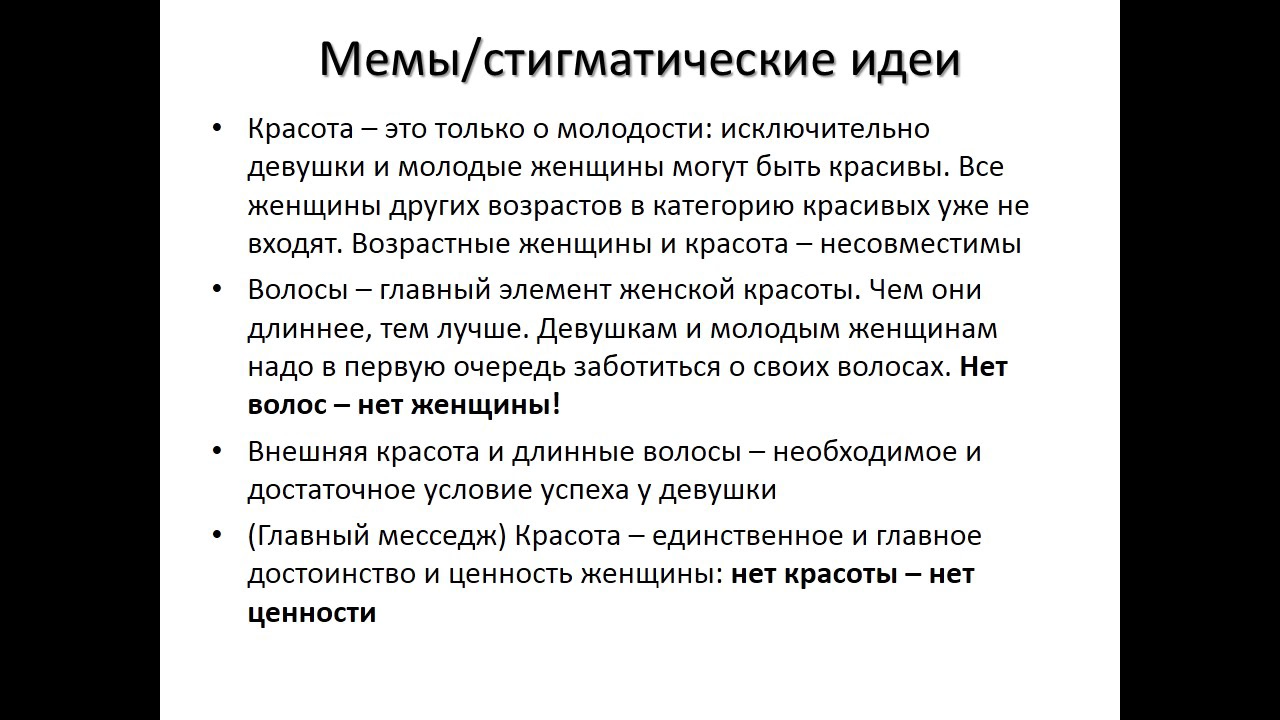 Мемы/стигматические идеи
• Красота – это только о молодости: исключительно
девушки и молодые женщины могут быть красивы. Все
женщины других возрастов в категорию красивых уже не
входят. Возрастные женщины и красота – несовместимы
• Волосы – главный элемент женской красоты. Чем они
длиннее, тем лучше. Девушкам и молодым женщинам
надо в первую очередь заботиться о своих волосах. Нет
волос – нет женщины!
• Внешняя красота и длинные волосы – необходимое и
достаточное условие успеха у девушки
• (Главный месседж) Красота – единственное и главное
достоинство и ценность женщины: нет красоты – нет
ценности